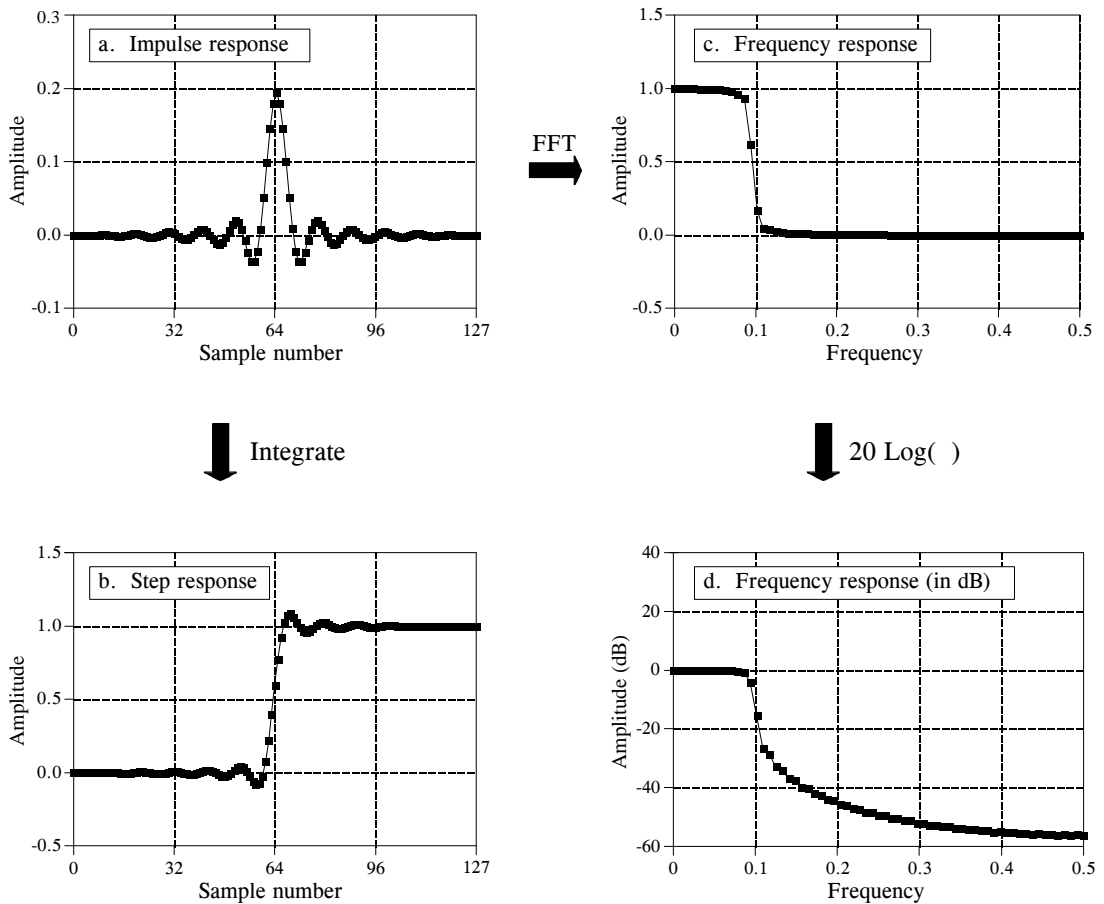 a. Impulse response
0.3
0.2
0.1
0.0
-0.1
Amplitude
0 32 64 96 127
Sample number
FFT
c. Frequency response
1.5
1.0
0.5
0.0
-0.5
Amplitude
0 0.1 0.2 0.3 0.4 0.5
Frequency
Integrate
20 Log( )
b. Step response
1.5
1.0
0.5
0.0
-0.5
Amplitude
0 32 64 96 127
Sample number
d. Frequency response (in dB)
40
20
0
-20
-40
-60
Amplitude (dB)
0 0.1 0.2 0.3 0.4 0.5
Frequency